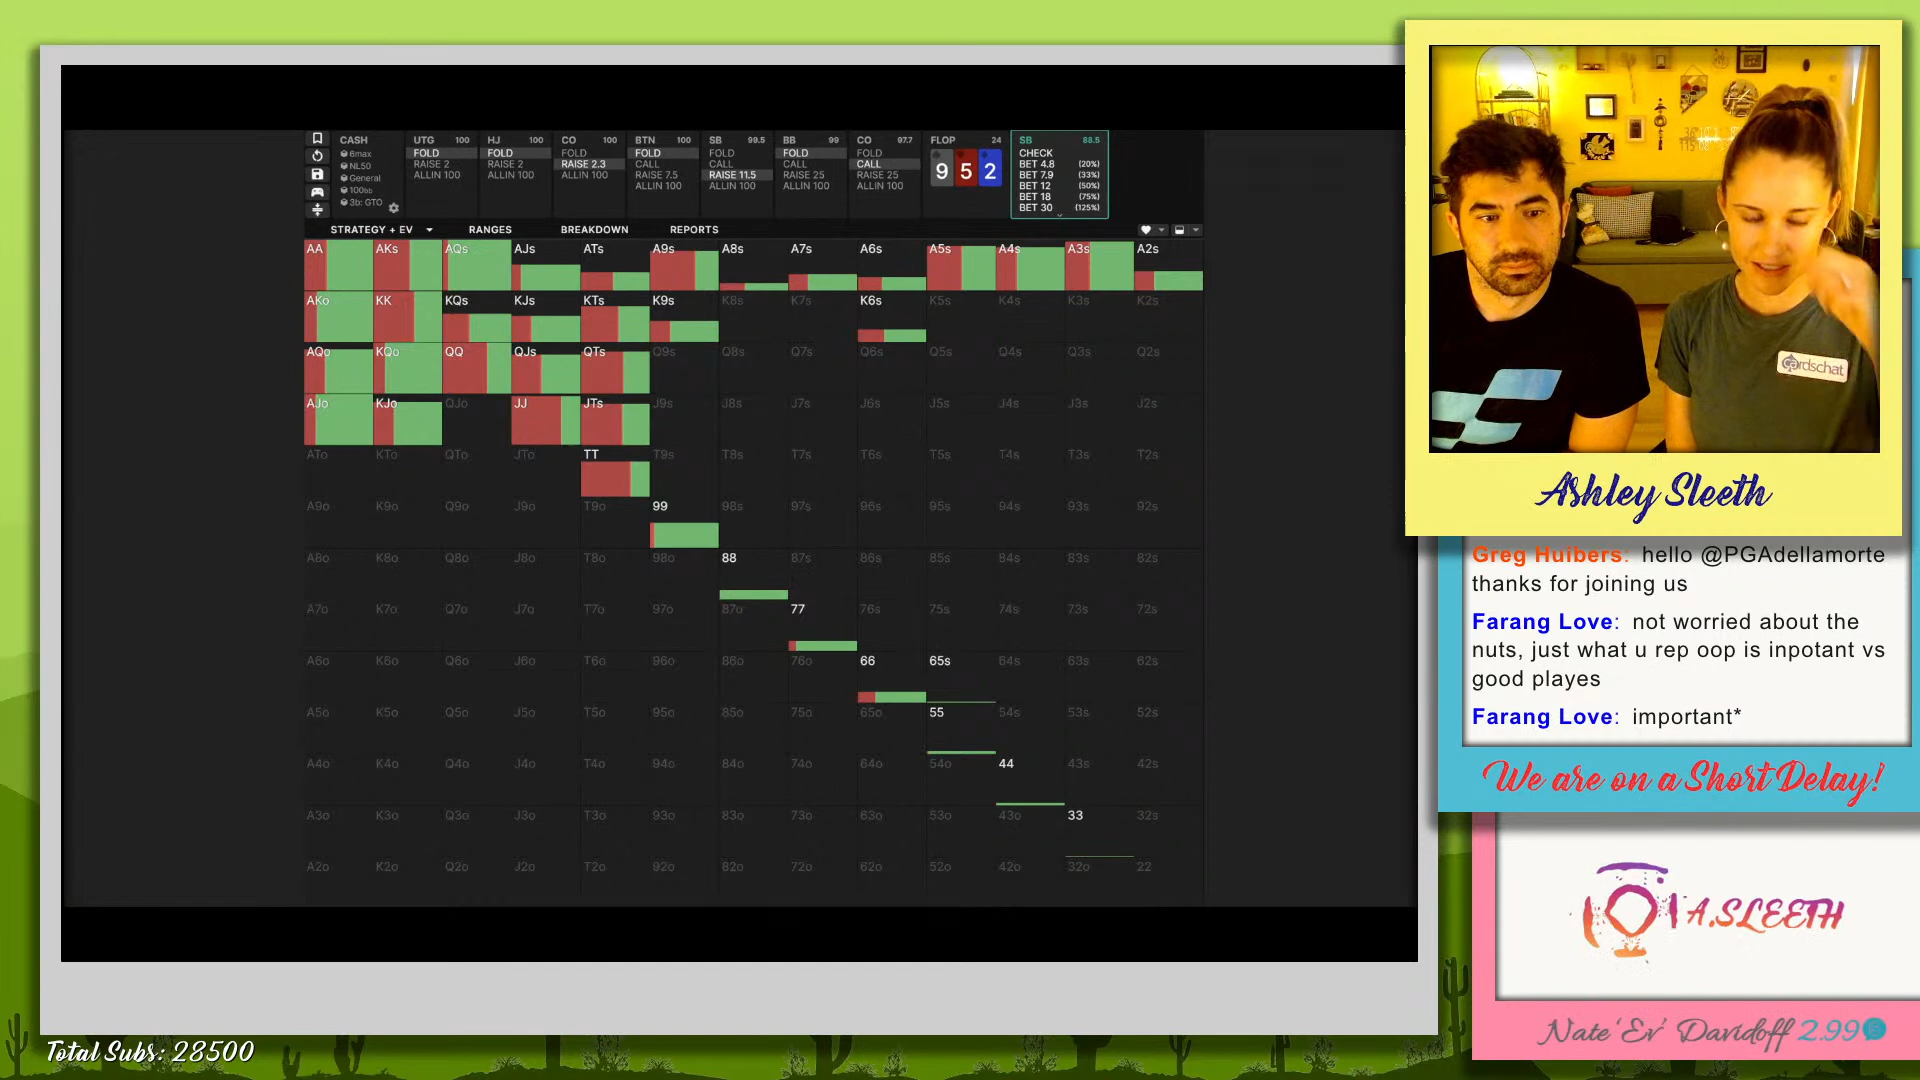 CASH
6max
NL50
General
100bb
3b: GTO
UTG 100
FOLD
RAISE 2
ALLIN 100
HJ 100
FOLD
RAISE 2
ALLIN 100
CO 100
FOLD
RAISE 2.3
ALLIN 100
BTN 100
FOLD
CALL
RAISE 7.5
ALLIN 100
SB 99.5
FOLD
CALL
RAISE 11.5
ALLIN 100
BB 99
FOLD
CALL
RAISE 25
ALLIN 100
CO 97.7
FOLD
CALL
RAISE 25
ALLIN 100
FLOP 24
9 5 2
SB 88.5
CHECK
BET 4.8 (20%)
BET 7.9 (33%)
BET 12 (50%)
BET 18 (75%)
BET 30 (125%)
STRATEGY + EV RANGES BREAKDOWN REPORTS
AA AKs AQs AJs ATs A9s A8s A7s A6s A5s A4s A3s A2s
AKo KK KQs KJs KTs K9s K8s K7s K6s K5s K4s K3s K2s
AQo KQo QQ QJs QTs Q9s Q8s Q7s Q6s Q5s Q4s Q3s Q2s
AJo KJo QJo JJ JTs J9s J8s J7s J6s J5s J4s J3s J2s
ATo KTo QTo JTo TT T9s T8s T7s T6s T5s T4s T3s T2s
A9o K9o Q9o J9o T9o 99 98s 97s 96s 95s 94s 93s 92s
A8o K8o Q8o J8o T8o 98o 88 87s 86s 85s 84s 83s 82s
A7o K7o Q7o J7o T7o 97o 87o 77 76s 75s 74s 73s 72s
A6o K6o Q6o J6o T6o 96o 86o 76o 66 65s 64s 63s 62s
A5o K5o Q5o J5o T5o 95o 85o 75o 65o 55 54s 53s 52s
A4o K4o Q4o J4o T4o 94o 84o 74o 64o 54o 44 43s 42s
A3o K3o Q3o J3o T3o 93o 83o 73o 63o 53o 43o 33 32s
A2o K2o Q2o J2o T2o 92o 82o 72o 62o 52o 42o 32o 22
cardschat
Ashley Sleeth
Greg Huibers: hello @PGAdellamorte
thanks for joining us
Farang Love: not worried about the
nuts, just what u rep oop is inpotant vs
good playes
Farang Love: important*
We are on a Short Delay!
A.SLEETH
Nate 'Ev' Davidoff 2.99
Total Subs: 28500